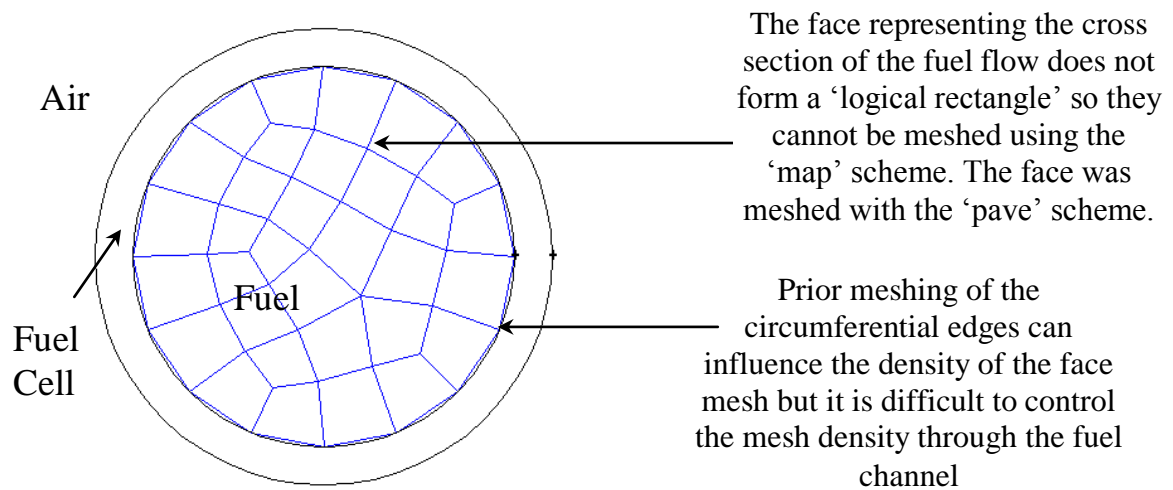 The face representing the cross
section of the fuel flow does not
form a ‘logical rectangle’ so they
cannot be meshed using the
‘map’ scheme. The face was
meshed with the ‘pave’ scheme.
Air
Fuel
Fuel
Cell
Prior meshing of the
circumferential edges can
influence the density of the face
mesh but it is difficult to control
the mesh density through the fuel
channel